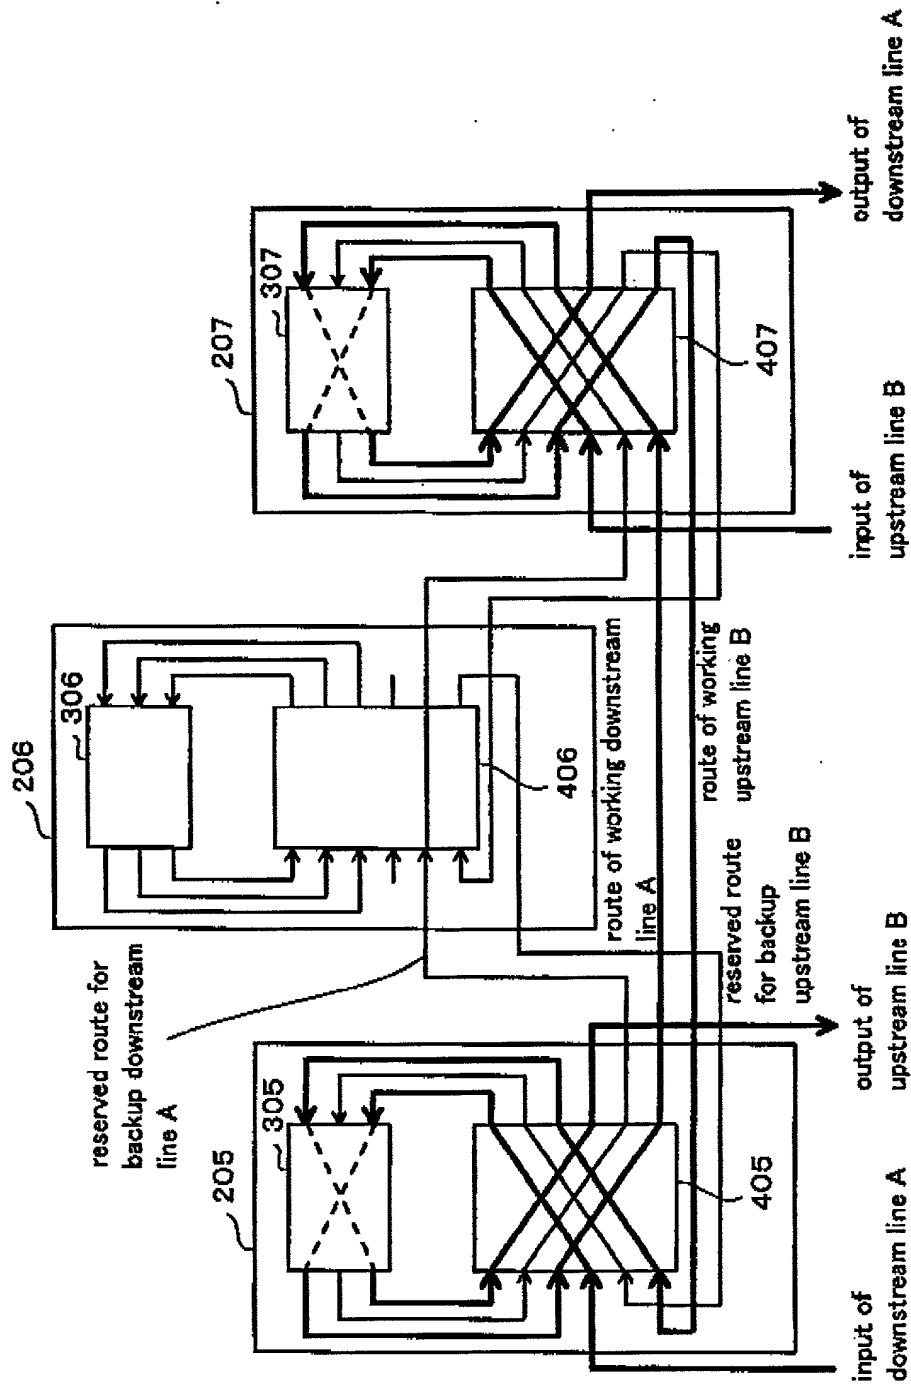 206
306
406
207
307
407
205
305
405
reserved route for
backup downstream
line A
route of working downstream
line A
route of working
upstream line B
reserved route
for backup
upstream line B
input of
downstream line A
output of
upstream line B
input of
upstream line B
output of
downstream line A